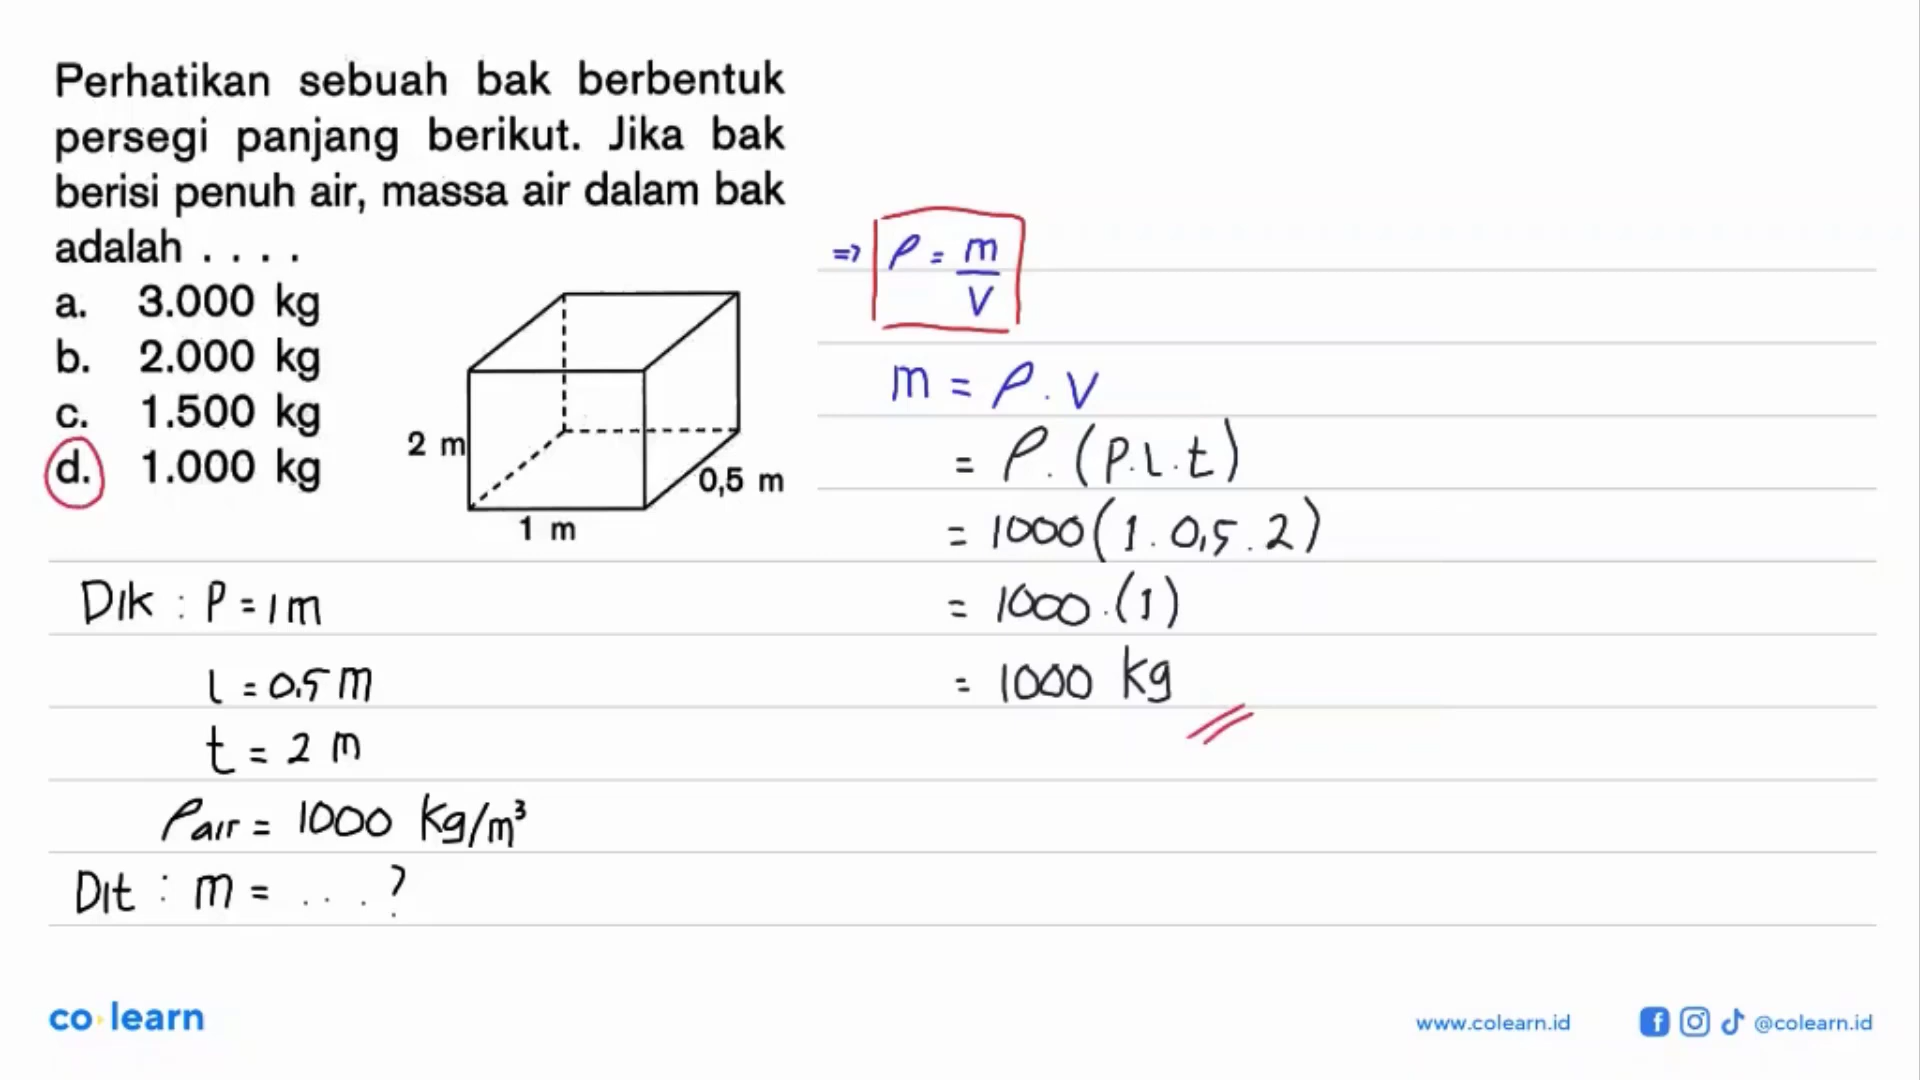 Perhatikan sebuah bak berbentuk
persegi panjang berikut. Jika bak
berisi penuh air, massa air dalam bak
adalah . . . .
a. 3.000 kg
b. 2.000 kg
c. 1.500 kg
d. 1.000 kg
2 m
0,5 m
1 m
Dik : P = 1 m
l = 0,5 m
t = 2 m
ρair = 1000 kg/m³
Dit : m = . . . ?
⇒ ρ = m/V
m = ρ . V
= ρ . (p.l.t)
= 1000 (1 . 0,5 . 2)
= 1000 . (1)
= 1000 kg
co learn
www.colearn.id
@colearn.id